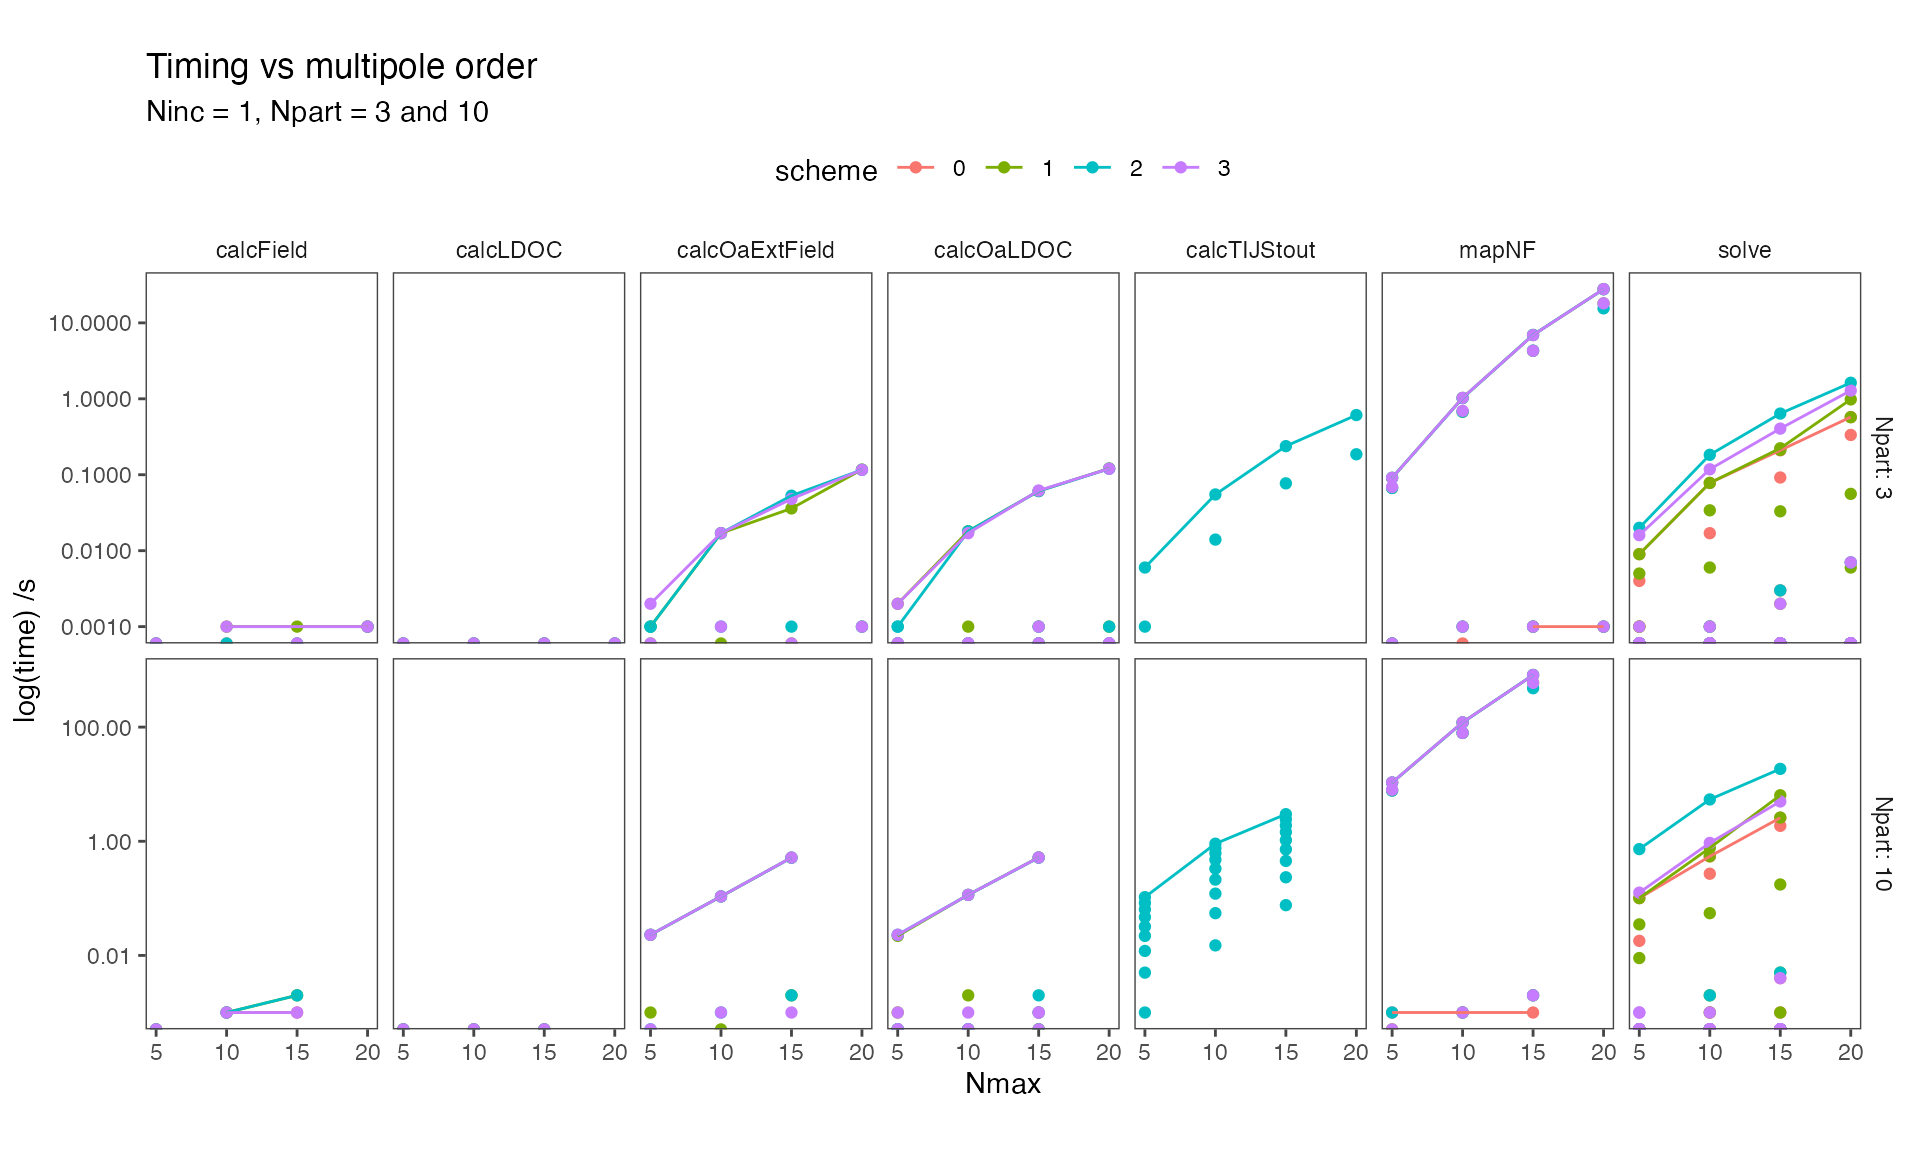 Timing vs multipole order
Ninc = 1, Npart = 3 and 10
scheme 0 1 2 3
calcField calcLDOC calcOaExtField calcOaLDOC calcTIJStout mapNF solve
10.0000
1.0000
0.1000
0.0100
0.0010
Npart: 3
100.00
1.00
0.01
Npart: 10
log(time) /s
5 10 15 20 5 10 15 20 5 10 15 20 5 10 15 20 5 10 15 20 5 10 15 20 5 10 15 20
Nmax